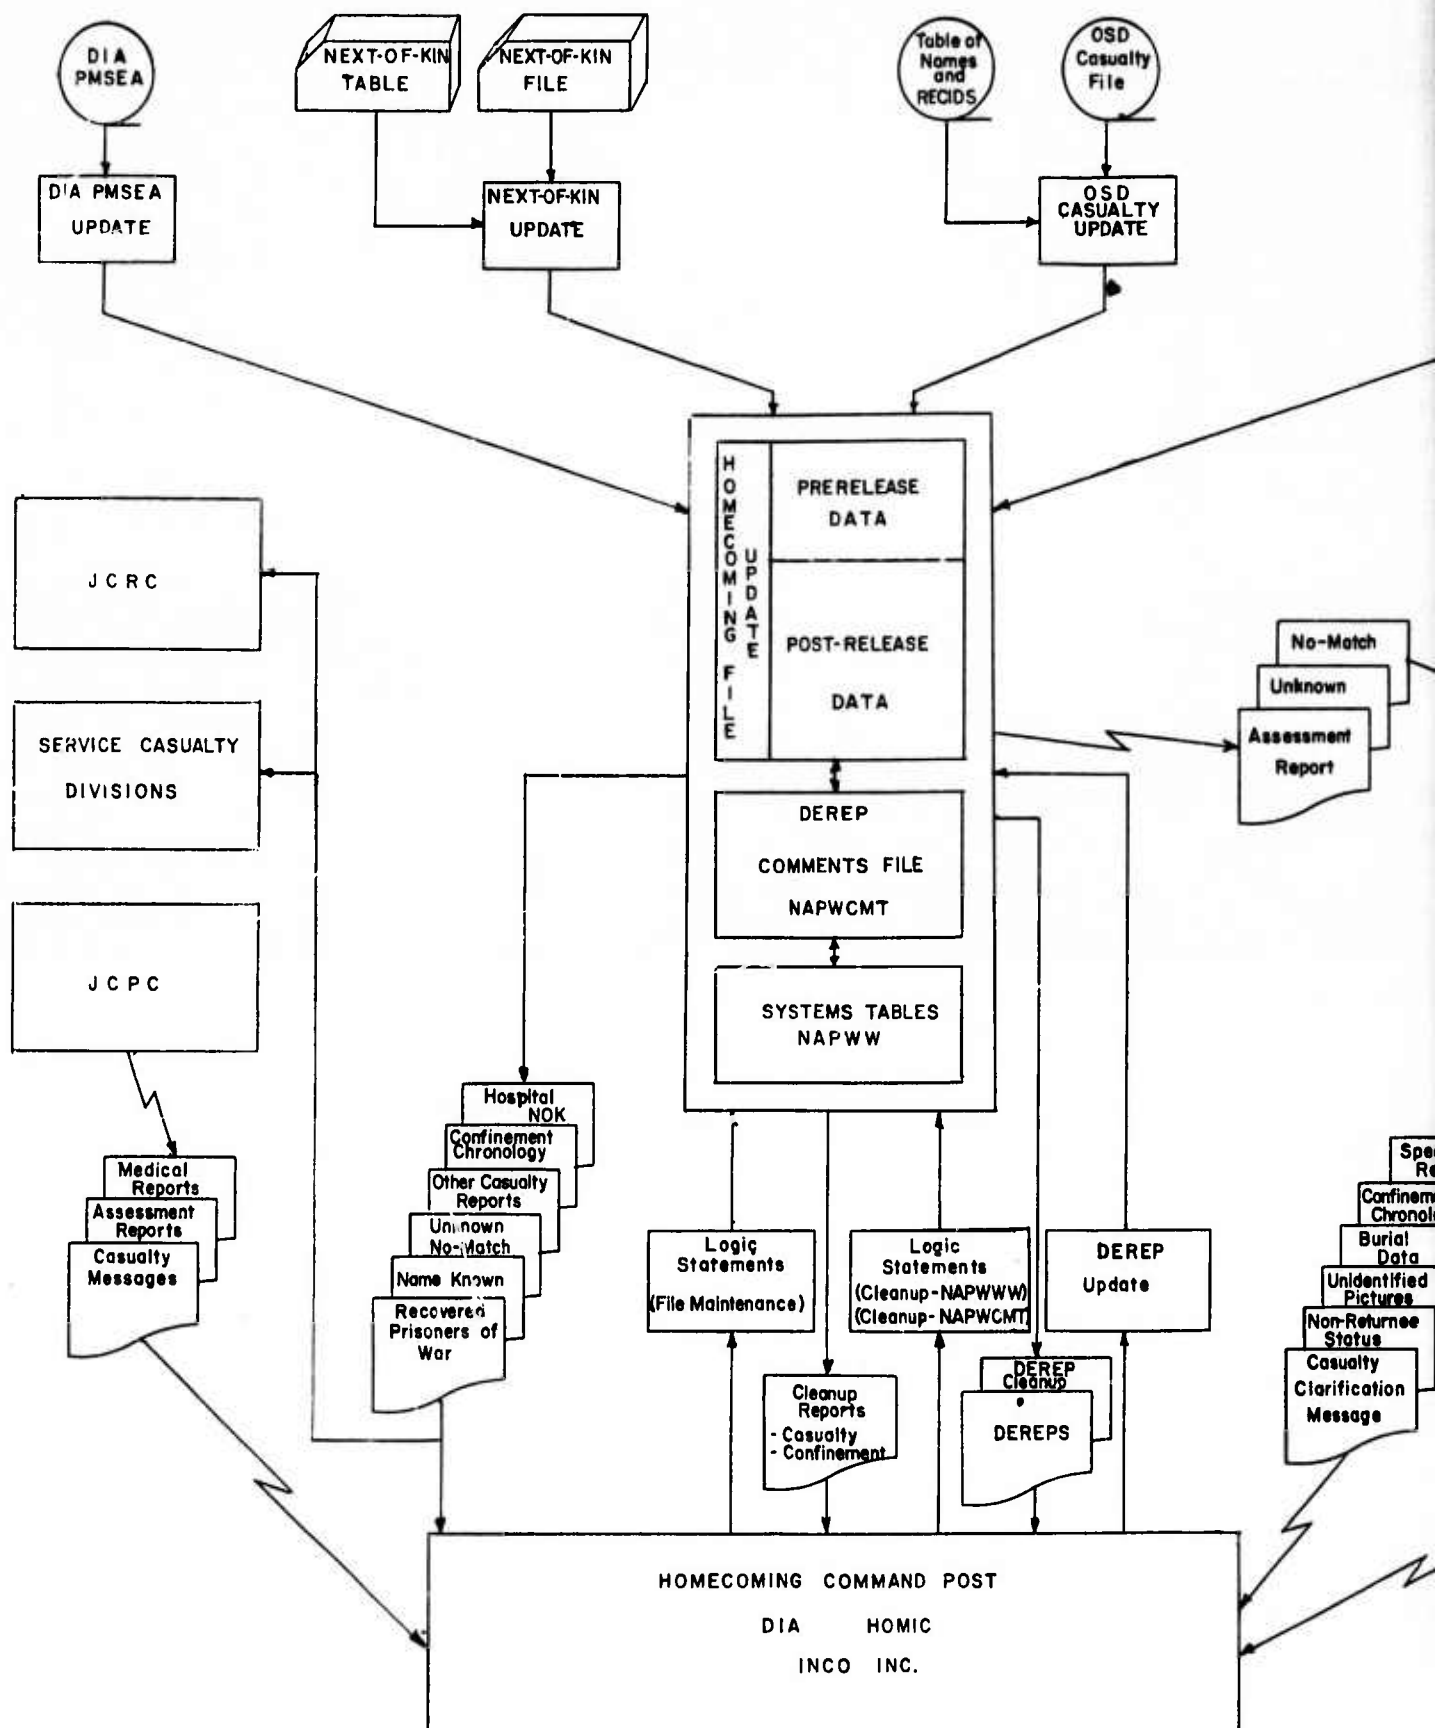 DIA
PMSEA
NEXT-OF-KIN
TABLE
NEXT-OF-KIN
FILE
Table of
Names
and
RECIDS
OSD
Casualty
File
DIA PMSEA
UPDATE
NEXT-OF-KIN
UPDATE
OSD
CASUALTY
UPDATE
HOMECOMING FILE
UPDATE
PRERELEASE
DATA
POST-RELEASE
DATA
JCRC
SERVICE CASUALTY
DIVISIONS
JCPC
No-Match
Unknown
Assessment
Report
DEREP
COMMENTS FILE
NAPWCMT
SYSTEMS TABLES
NAPWW
Medical
Reports
Assessment
Reports
Casualty
Messages
Hospital
NOK
Confinement
Chronology
Other Casualty
Reports
Unknown
No-Match
Name Known
Recovered
Prisoners of
War
Logic
Statements
(File Maintenance)
Logic
Statements
(Cleanup-NAPWWW)
(Cleanup-NAPWCMT)
DEREP
Update
Cleanup
Reports
- Casualty
- Confinement
DEREP
Cleanup
DEREPS
Spe
Re
Confinem
Chronol
Burial
Data
Unidentified
Pictures
Non-Returnee
Status
Casualty
Clarification
Message
HOMECOMING COMMAND POST
DIA HOMIC
INCO INC.